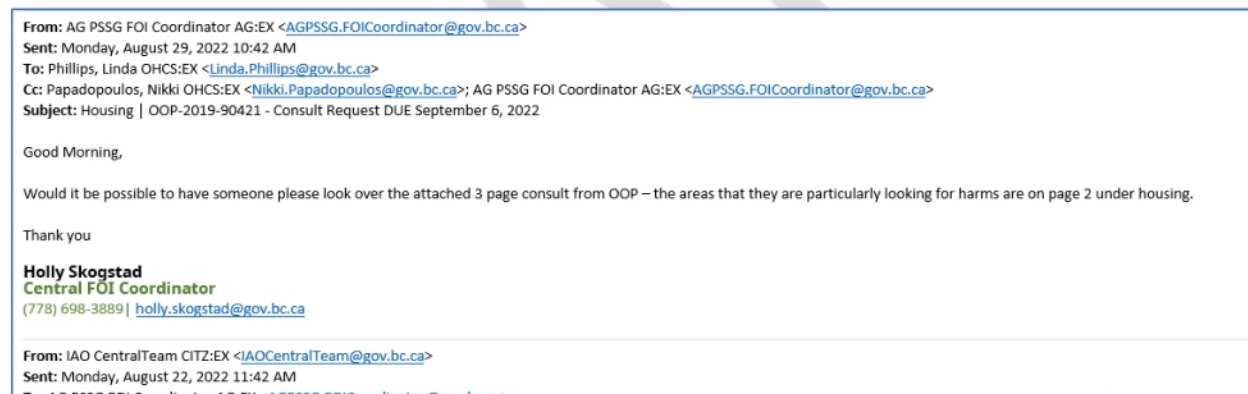 From: AG PSSG FOI Coordinator AG:EX <AGPSSG.FOICoordinator@gov.bc.ca>
Sent: Monday, August 29, 2022 10:42 AM
To: Phillips, Linda OHCS:EX <Linda.Phillips@gov.bc.ca>
Cc: Papadopoulos, Nikki OHCS:EX <Nikki.Papadopoulos@gov.bc.ca>; AG PSSG FOI Coordinator AG:EX <AGPSSG.FOICoordinator@gov.bc.ca>
Subject: Housing | OOP-2019-90421 - Consult Request DUE September 6, 2022
Good Morning,
Would it be possible to have someone please look over the attached 3 page consult from OOP – the areas that they are particularly looking for harms are on page 2 under housing.
Thank you
Holly Skogstad
Central FOI Coordinator
(778) 698-3889| holly.skogstad@gov.bc.ca
From: IAO CentralTeam CITZ:EX <IAOCentralTeam@gov.bc.ca>
Sent: Monday, August 22, 2022 11:42 AM